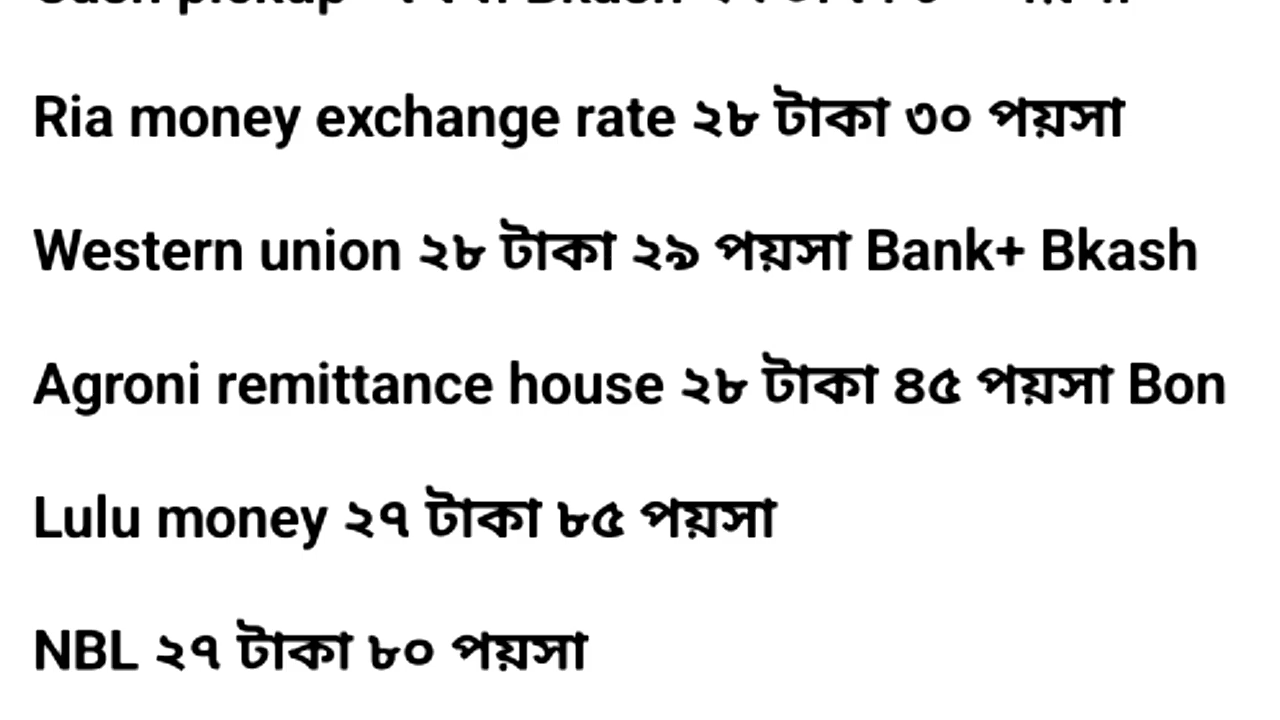 Ria money exchange rate ২৮ টাকা ৩০ পয়সা
Western union ২৮ টাকা ২৯ পয়সা Bank+ Bkash
Agroni remittance house ২৮ টাকা ৪৫ পয়সা Bon
Lulu money ২৭ টাকা ৮৫ পয়সা
NBL ২৭ টাকা ৮০ পয়সা